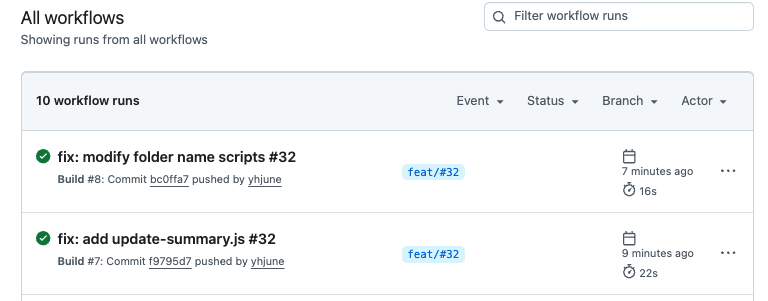 All workflows
Showing runs from all workflows
Filter workflow runs
10 workflow runs
Event
Status
Branch
Actor
fix: modify folder name scripts #32
Build #8: Commit bc0ffa7 pushed by yhjune
feat/#32
7 minutes ago
16s
fix: add update-summary.js #32
Build #7: Commit f9795d7 pushed by yhjune
feat/#32
9 minutes ago
22s